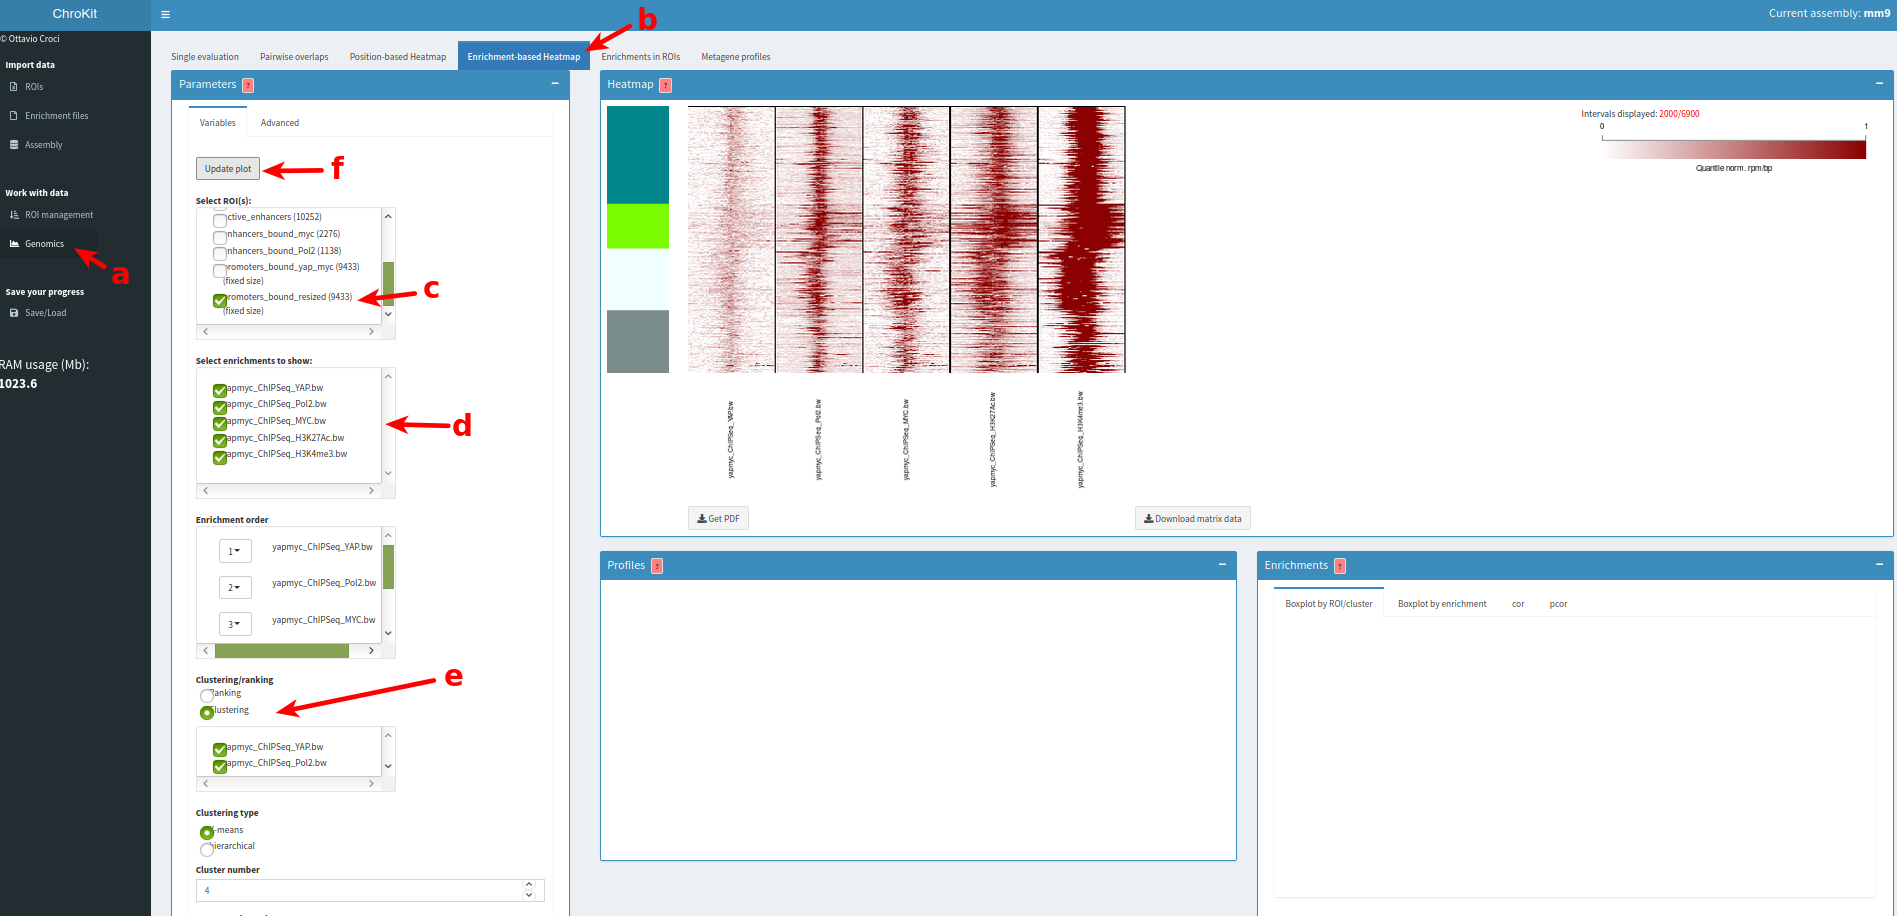 ChroKit
Current assembly: mm9
© Ottavio Croci
Import data
ROIs
Enrichment files
Assembly
Work with data
ROI management
Genomics
Save your progress
Save/Load
RAM usage (Mb):
1023.6
a
b
Single evaluation
Pairwise overlaps
Position-based Heatmap
Enrichment-based Heatmap
Enrichments in ROIs
Metagene profiles
Parameters ?
Variables
Advanced
Update plot
f
Select ROI(s):
ctive_enhancers (10252)
nhancers_bound_myc (2276)
nhancers_bound_Pol2 (1138)
romoters_bound_yap_myc (9433)
(fixed size)
romoters_bound_resized (9433)
(fixed size)
c
Select enrichments to show:
apmyc_ChIPSeq_YAP.bw
apmyc_ChIPSeq_Pol2.bw
apmyc_ChIPSeq_MYC.bw
apmyc_ChIPSeq_H3K27Ac.bw
apmyc_ChIPSeq_H3K4me3.bw
d
Enrichment order
1 yapmyc_ChIPSeq_YAP.bw
2 yapmyc_ChIPSeq_Pol2.bw
3 yapmyc_ChIPSeq_MYC.bw
Clustering/ranking
anking
lustering
e
apmyc_ChIPSeq_YAP.bw
apmyc_ChIPSeq_Pol2.bw
Clustering type
-means
hierarchical
Cluster number
4
Heatmap ?
Intervals displayed: 2000/6900
0 1
Quantile norm. rpm/bp
yapmyc_ChIPSeq_YAP.bw
yapmyc_ChIPSeq_Pol2.bw
yapmyc_ChIPSeq_MYC.bw
yapmyc_ChIPSeq_H3K27Ac.bw
yapmyc_ChIPSeq_H3K4me3.bw
Get PDF
Download matrix data
Profiles ?
Enrichments ?
Boxplot by ROI/cluster
Boxplot by enrichment
cor
pcor